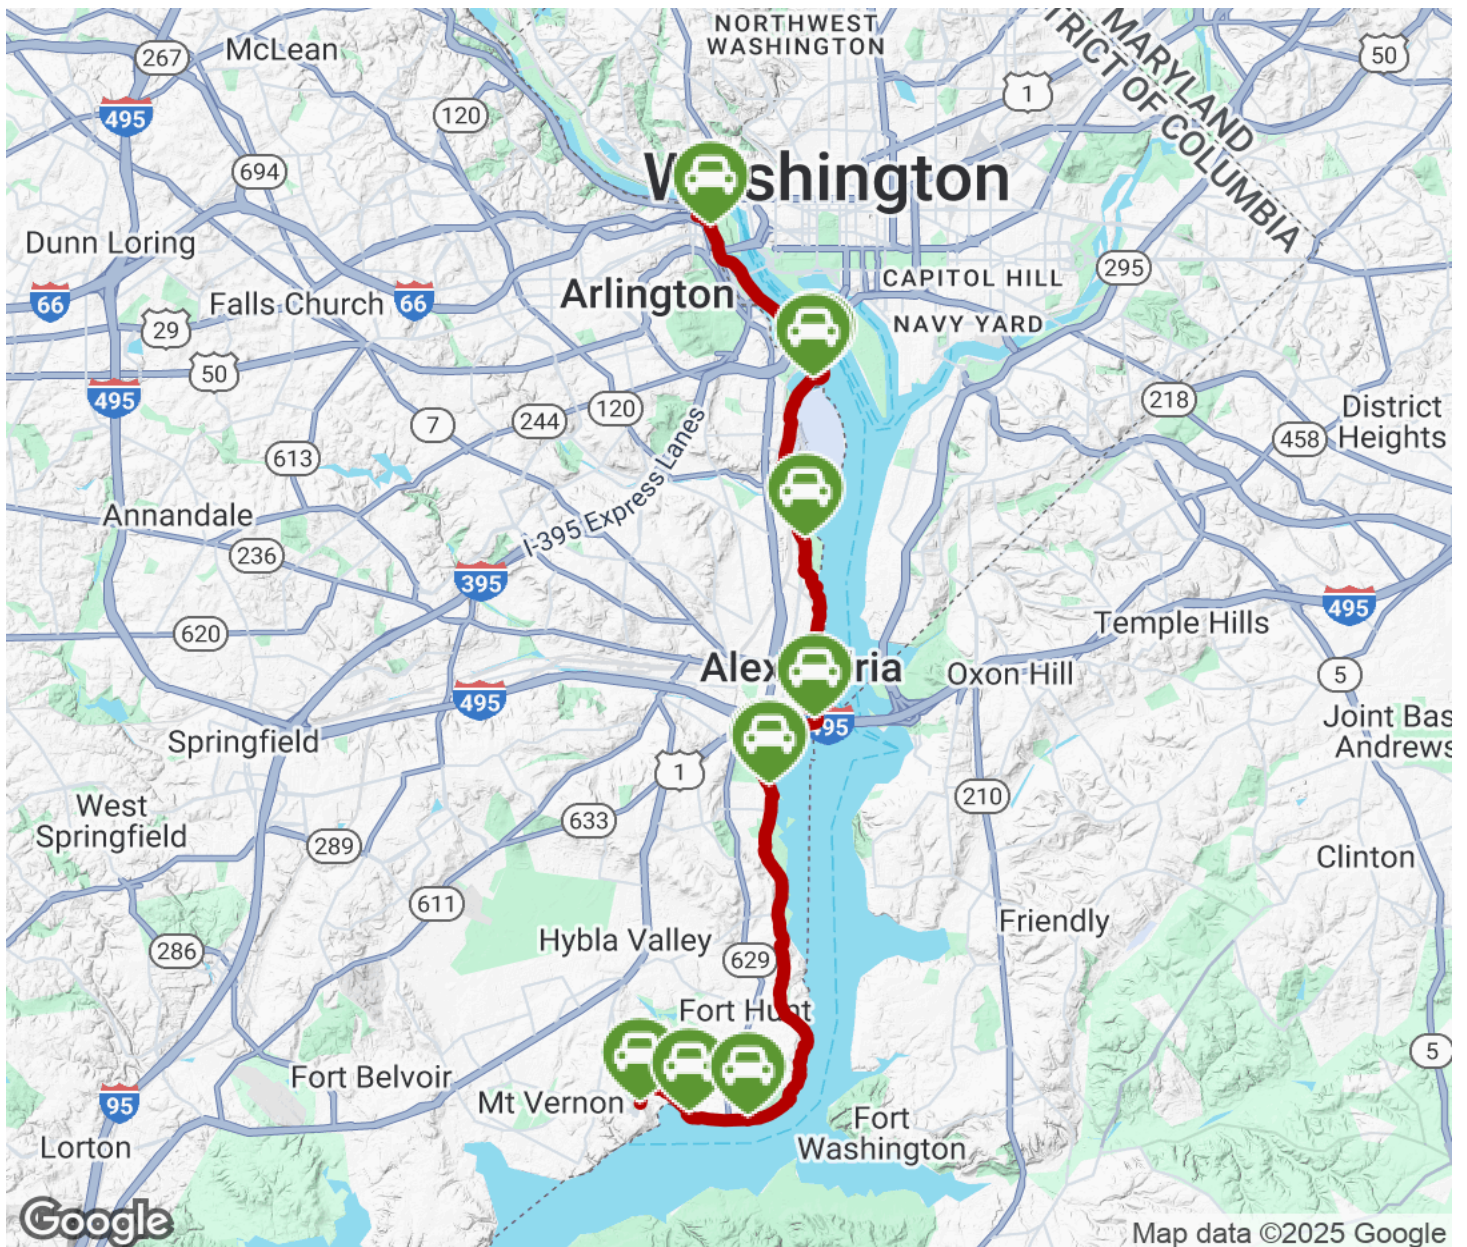 NORTHWEST
WASHINGTON
McLean
267
50
MARYLAND
TRICT OF COLUMBIA
1
495
120
694
W shington
Dunn Loring
295
CAPITOL HILL
Arlington
Falls Church
66
66
NAVY YARD
29
50
495
218
District
Heights
120
244
7
458
613
I-395 Express Lanes
Annandale
236
395
495
620
Temple Hills
Alex ria
Oxon Hill
5
495
95
Joint Bas
Andrews
Springfield
1
210
West
Springfield
633
289
Clinton
611
Friendly
Hybla Valley
286
629
Fort Hunt
5
Fort Belvoir
Mt Vernon
95
Fort
Washington
Lorton
Google
Map data ©2025 Google